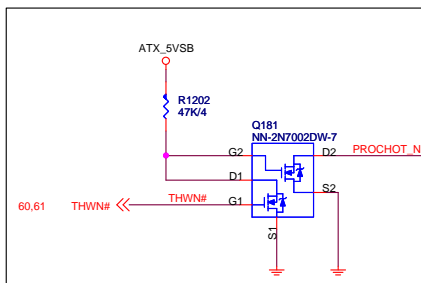 ATX_5VSB
R1202
47K/4
Q181
NN-2N7002DW-7
G2
D2
PROCHOT_N
D1
S2
60,61
THWN#
THWN#
G1
S1